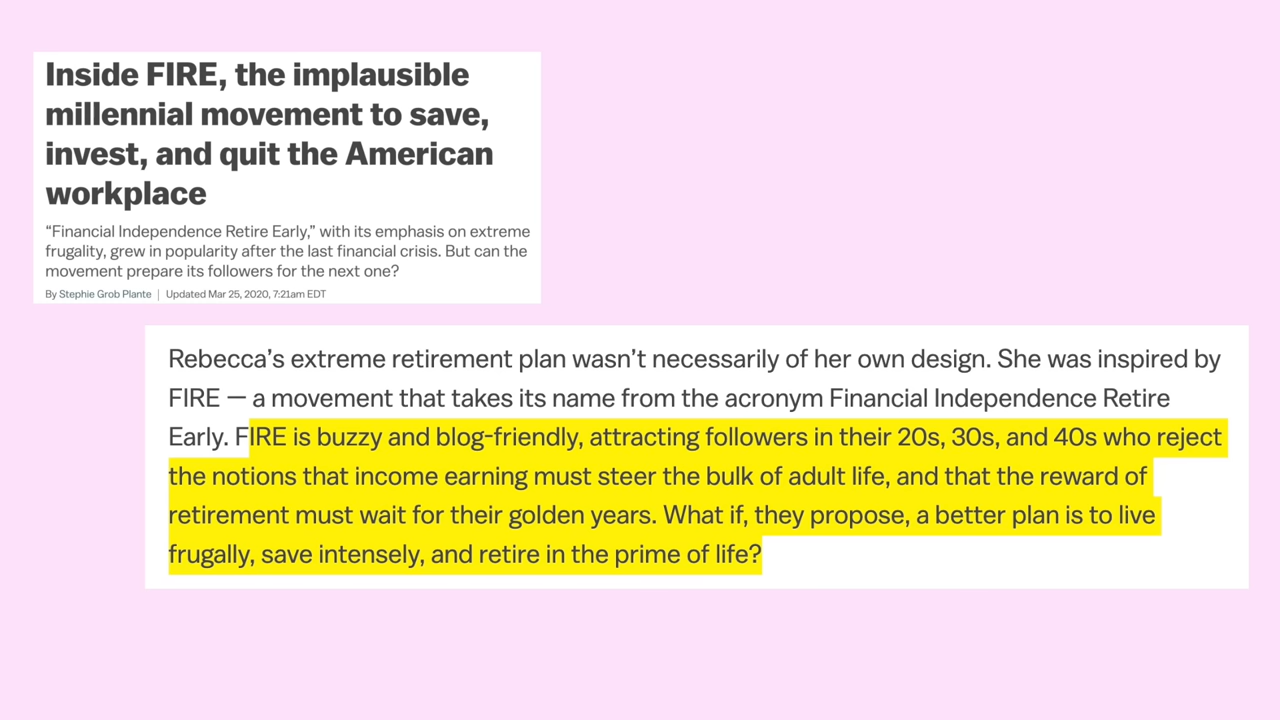 Inside FIRE, the implausible
millennial movement to save,
invest, and quit the American
workplace
“Financial Independence Retire Early,” with its emphasis on extreme
frugality, grew in popularity after the last financial crisis. But can the
movement prepare its followers for the next one?
By Stephie Grob Plante | Updated Mar 25, 2020, 7:21am EDT
Rebecca’s extreme retirement plan wasn’t necessarily of her own design. She was inspired by
FIRE — a movement that takes its name from the acronym Financial Independence Retire
Early. FIRE is buzzy and blog-friendly, attracting followers in their 20s, 30s, and 40s who reject
the notions that income earning must steer the bulk of adult life, and that the reward of
retirement must wait for their golden years. What if, they propose, a better plan is to live
frugally, save intensely, and retire in the prime of life?